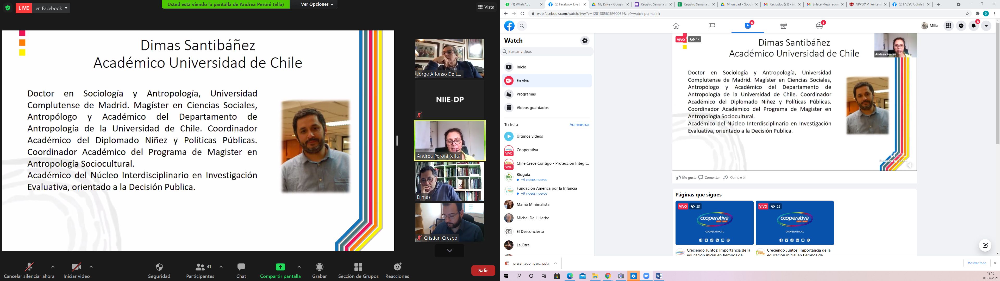 LIVE en Facebook
Usted está viendo la pantalla de Andrea Peroni (ella)
Ver Opciones
Vista
Dimas Santibáñez
Académico Universidad de Chile
Doctor en Sociología y Antropología, Universidad
Complutense de Madrid. Magíster en Ciencias Sociales,
Antropólogo y Académico del Departamento de
Antropología de la Universidad de Chile. Coordinador
Académico del Diplomado Niñez y Políticas Públicas.
Coordinador Académico del Programa de Magister en
Antropología Sociocultural.
Académico del Núcleo Interdisciplinario en Investigación
Evaluativa, orientado a la Decisión Publica.
Jorge Alfonso De L...
NIIE-DP
Andrea Peroni (ella)
Dimas
Cristian Crespo
Cancelar silenciar ahora
Iniciar video
Seguridad
Participantes
41
Chat
Compartir pantalla
Grabar
Sección de Grupos
Reacciones
Salir
(1) WhatsApp
(8) Facebook Live
My Drive - Google
Registro Semana g
Registro Semana g
Mi unidad - Google
Recibidos (23) - in
Enlace Mesa redon
NPP601-1 Pensam
(8) FACSO UChile
web.facebook.com/watch/live/?v=1201385626990069&ref=watch_permalink
D
6
1
Milla
8
Watch
Buscar videos
Inicio
En vivo
Programas
Videos guardados
Tu lista
Administrar
Últimos videos
Cooperativa
VIVO
Chile Crece Contigo - Protección Integr...
VIVO
Bioguia
+9 videos nuevos
Fundación América por la Infancia
+9 videos nuevos
Mamá Minimalista
Michel De L'Herbe
El Desconcierto
La Otra
VIVO 17
Dimas Santibáñez
Académico Universidad de Chile
Andrea Peroni...
Doctor en Sociología y Antropología, Universidad
Complutense de Madrid. Magíster en Ciencias Sociales,
Antropólogo y Académico del Departamento de
Antropología de la Universidad de Chile. Coordinador
Académico del Diplomado Niñez y Políticas Públicas.
Coordinador Académico del Programa de Magister en
Antropología Sociocultural.
Académico del Núcleo Interdisciplinario en Investigación
Evaluativa, orientado a la Decisión Publica.
Powered by Zoom
Me gusta
Comentar
Compartir
Páginas que sigues
VIVO 53
cooperativa
COOPERATIVA.CL
Creciendo Juntos: Importancia de la
educación inicial en tiempos de
VIVO 55
cooperativa
COOPERATIVA.CL
Creciendo Juntos: Importancia de la
educación inicial en tiempos de
presentacion pan....pptx
Mostrar todo
12:10
01-06-2021